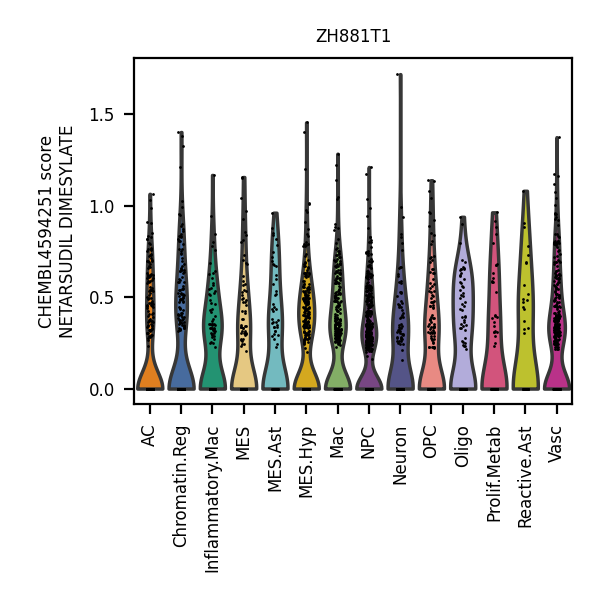 ZH881T1
CHEMBL4594251 score
NETARSUDIL DIMESYLATE
1.5
1.0
0.5
0.0
AC
Chromatin.Reg
Inflammatory.Mac
MES
MES.Ast
MES.Hyp
Mac
NPC
Neuron
OPC
Oligo
Prolif.Metab
Reactive.Ast
Vasc